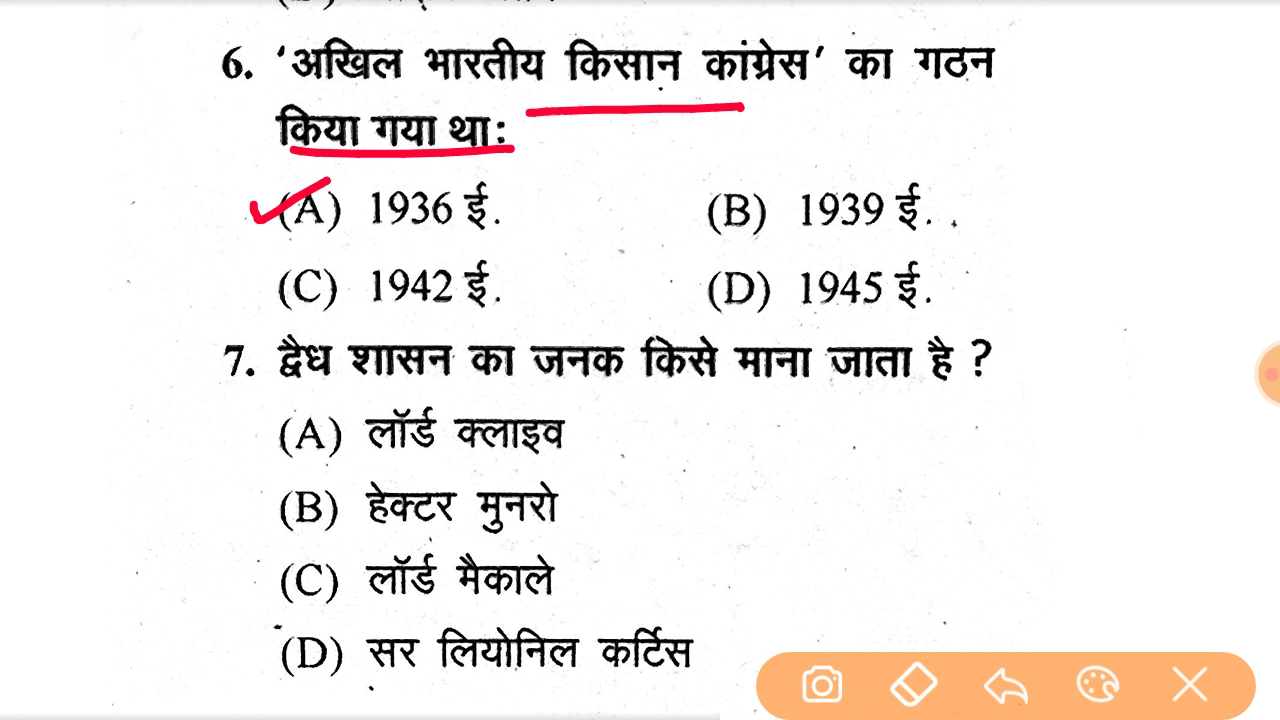 6. ‘अखिल भारतीय किसान कांग्रेस’ का गठन
किया गया था:
(A) 1936 ई.
(B) 1939 ई.
(C) 1942 ई.
(D) 1945 ई.
7. द्वैध शासन का जनक किसे माना जाता है ?
(A) लॉर्ड क्लाइव
(B) हेक्टर मुनरो
(C) लॉर्ड मैकाले
(D) सर लियोनिल कर्टिस